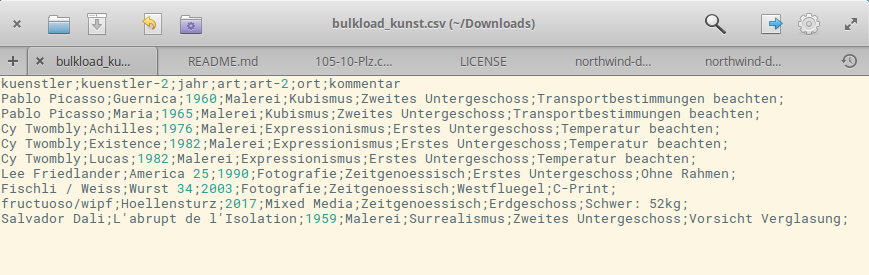 bulkload_kunst.csv (~/Downloads)
bulkload_ku... README.md 105-10-Plz.c... LICENSE northwind-d... northwind-d...
kuenstler;kuenstler-2;jahr;art;art-2;ort;kommentar
Pablo Picasso;Guernica;1960;Malerei;Kubismus;Zweites Untergeschoss;Transportbestimmungen beachten;
Pablo Picasso;Maria;1965;Malerei;Kubismus;Zweites Untergeschoss;Transportbestimmungen beachten;
Cy Twombly;Achilles;1976;Malerei;Expressionismus;Erstes Untergeschoss;Temperatur beachten;
Cy Twombly;Existence;1982;Malerei;Expressionismus;Erstes Untergeschoss;Temperatur beachten;
Cy Twombly;Lucas;1982;Malerei;Expressionismus;Erstes Untergeschoss;Temperatur beachten;
Lee Friedlander;America 25;1990;Fotografie;Zeitgenoessisch;Erstes Untergeschoss;Ohne Rahmen;
Fischli / Weiss;Wurst 34;2003;Fotografie;Zeitgenoessisch;Westfluegel;C-Print;
fructuoso/wipf;Hoellensturz;2017;Mixed Media;Zeitgenoessisch;Erdgeschoss;Schwer: 52kg;
Salvador Dali;L'abrupt de l'Isolation;1959;Malerei;Surrealismus;Zweites Untergeschoss;Vorsicht Verglasung;